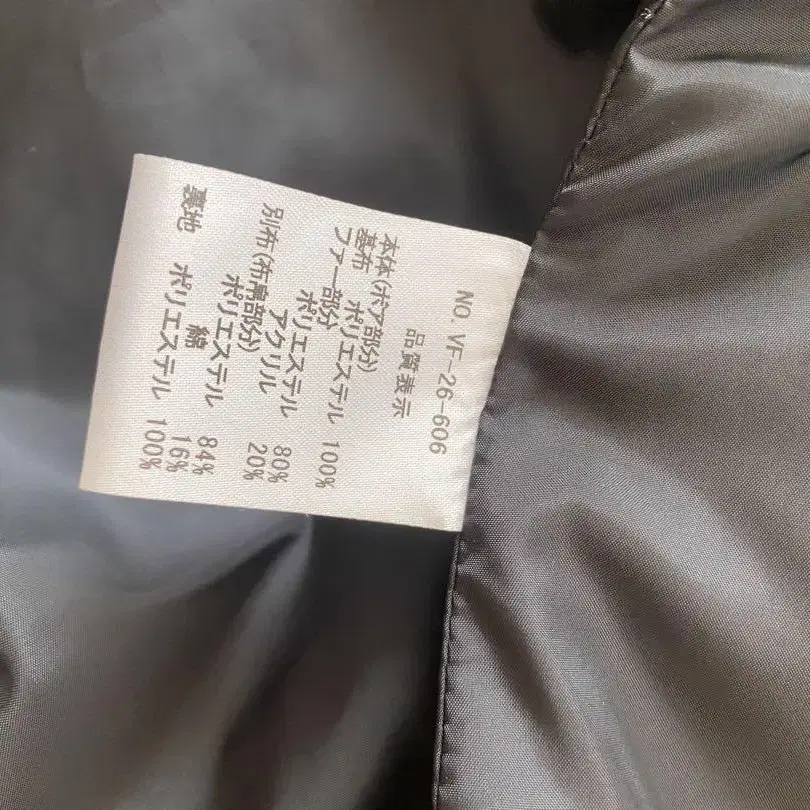 NO. VF-26-606
品質表示
本体(ボア部分)
基布 ポリエステル 100%
ファー部分
ポリエステル 80%
アクリル 20%
別布(布帛部分)
ポリエステル 84%
綿 16%
裏地 ポリエステル 100%